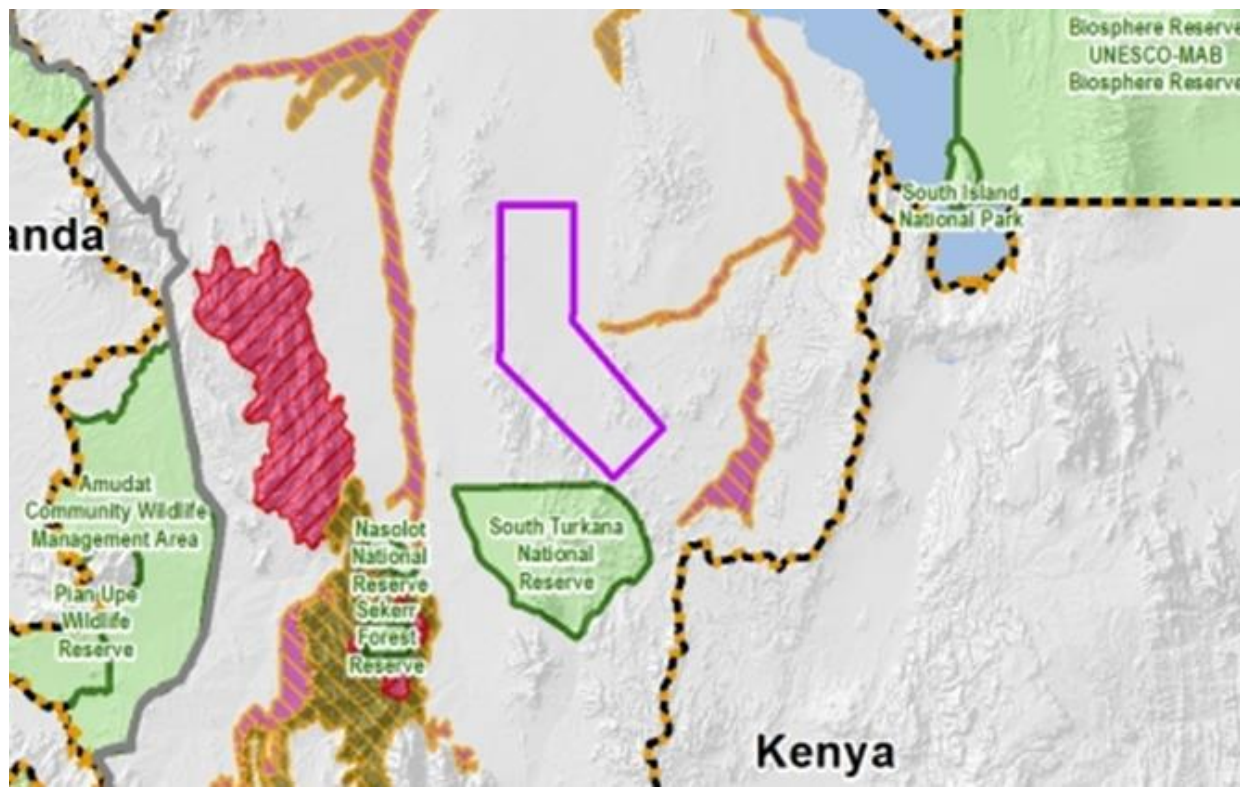 Biosphere Reserve
UNESCO-MAB
Biosphere Reserve
South Island
National Park
anda
Amudat
Community Wildlife
Management Area
Pian Upe
Wildlife
Reserve
Nasolot
National
Reserve
Sekerr
Forest
Reserve
South Turkana
National
Reserve
Kenya